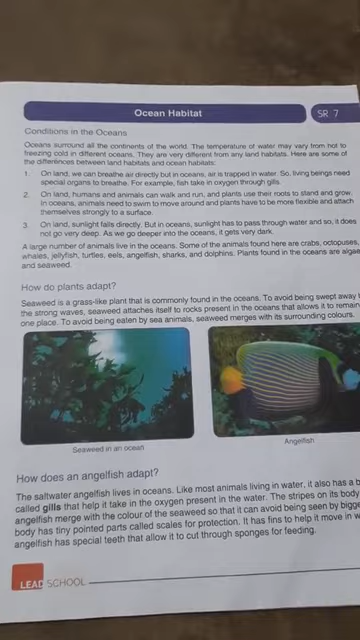 Ocean Habitat
SR 7
Conditions in the Oceans
Oceans surround all the continents of the world. The temperature of water may vary from hot to
freezing cold in different oceans. They are very different from any land habitats. Here are some of
the differences between land habitats and ocean habitats:
1. On land, we can breathe air directly but in oceans, air is trapped in water. So, living beings need
special organs to breathe. For example, fish take in oxygen through gills.
2. On land, humans and animals can walk and run, and plants use their roots to stand and grow.
In oceans, animals need to swim to move around and plants have to be more flexible and attach
themselves strongly to a surface.
3. On land, sunlight falls directly. But in oceans, sunlight has to pass through water and so, it does
not go very deep. As we go deeper into the oceans, it gets very dark.
A large number of animals live in the oceans. Some of the animals found here are crabs, octopuses,
whales, jellyfish, turtles, eels, angelfish, sharks, and dolphins. Plants found in the oceans are algae
and seaweed.
How do plants adapt?
Seaweed is a grass-like plant that is commonly found in the oceans. To avoid being swept away
the strong waves, seaweed attaches itself to rocks present in the oceans that allows it to remain
one place. To avoid being eaten by sea animals, seaweed merges with its surrounding colours.
Seaweed in an ocean
Angelfish
How does an angelfish adapt?
The saltwater angelfish lives in oceans. Like most animals living in water, it also has a
called gills that help it take in the oxygen present in the water. The stripes on its body
angelfish merge with the colour of the seaweed so that it can avoid being seen by
body has tiny pointed parts called scales for protection. It has fins to help it move in
angelfish has special teeth that allow it to cut through sponges for feeding.
LEAD SCHOOL